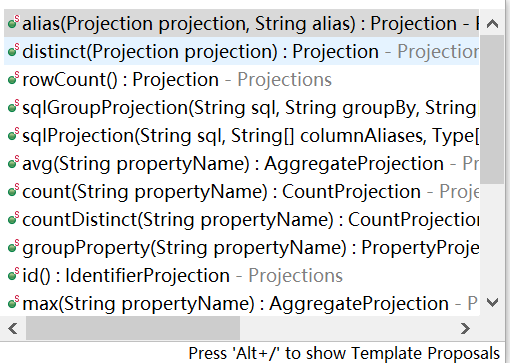 alias(Projection projection, String alias) : Projection - P
distinct(Projection projection) : Projection - Projections
rowCount() : Projection - Projections
sqlGroupProjection(String sql, String groupBy, String
sqlProjection(String sql, String[] columnAliases, Type[
avg(String propertyName) : AggregateProjection - Pr
count(String propertyName) : CountProjection - Proje
countDistinct(String propertyName) : CountProjection
groupProperty(String propertyName) : PropertyProjec
id() : IdentifierProjection - Projections
max(String propertyName) : AggregateProjection - P
Press 'Alt+/' to show Template Proposals